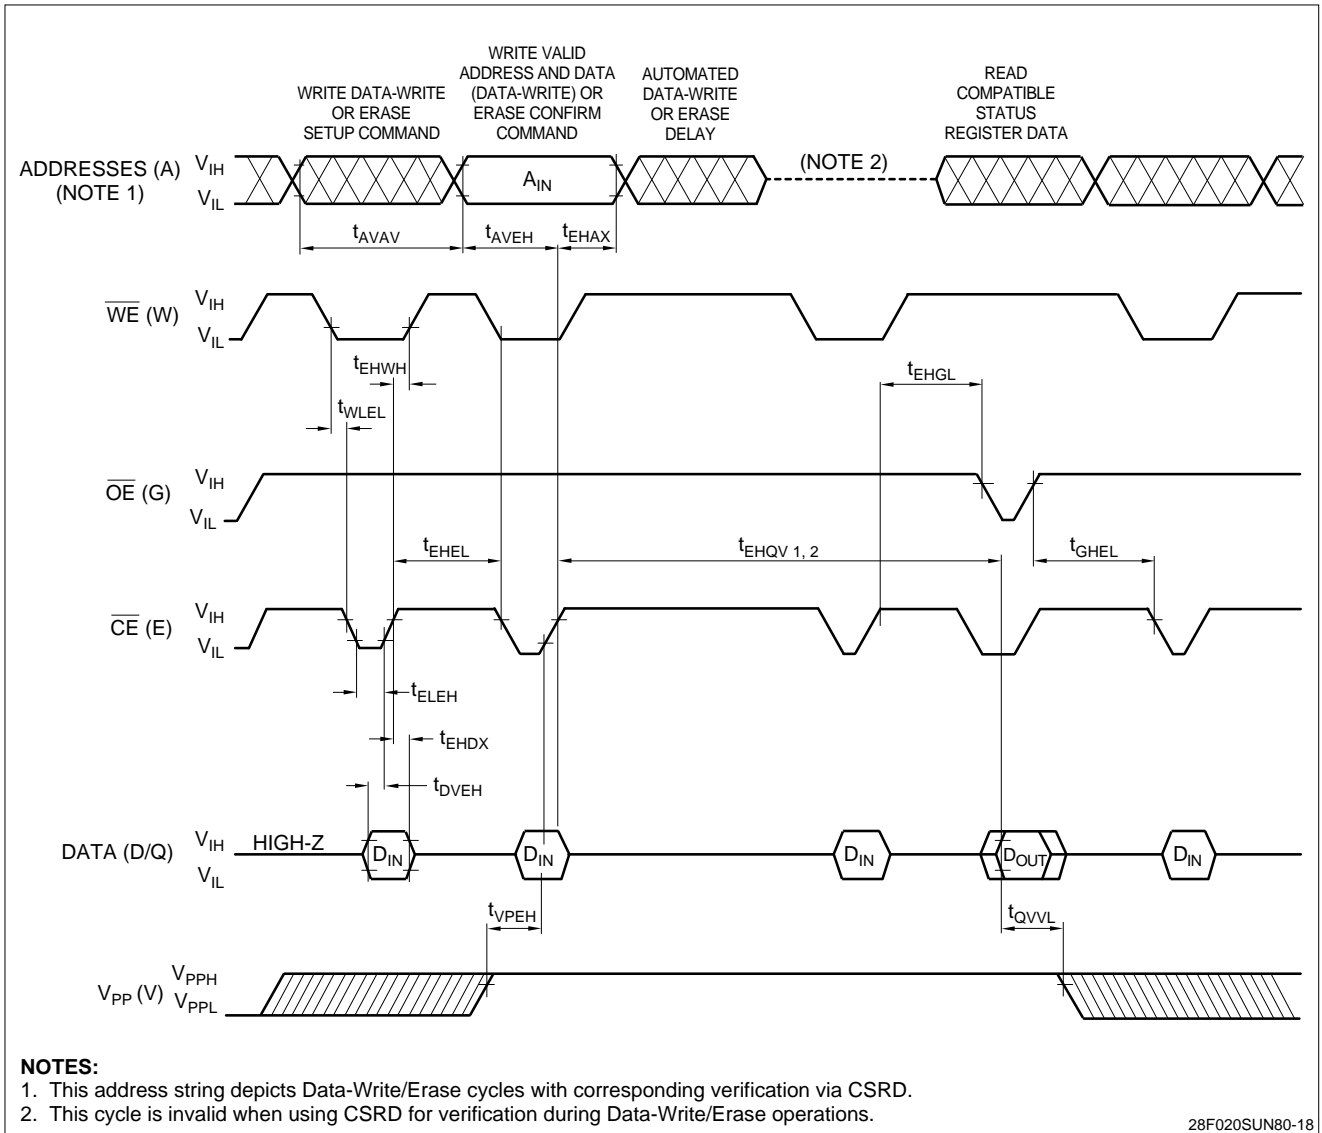 WRITE DATA-WRITE
OR ERASE
SETUP COMMAND
WRITE VALID
ADDRESS AND DATA
(DATA-WRITE) OR
ERASE CONFIRM
COMMAND
AUTOMATED
DATA-WRITE
OR ERASE
DELAY
READ
COMPATIBLE
STATUS
REGISTER DATA
ADDRESSES (A)
(NOTE 1)
VIH
VIL
AIN
(NOTE 2)
tAVAV
tAVEH
tEHAX
WE (W)
VIH
VIL
tEHWH
tWLEL
tEHGL
OE (G)
VIH
VIL
tEHEL
tEHQV 1, 2
tGHEL
CE (E)
VIH
VIL
tELEH
tEHDX
tDVEH
DATA (D/Q)
VIH
VIL
HIGH-Z
DIN
DIN
DIN
DOUT
DIN
tVPEH
tQVVL
VPP (V)
VPPH
VPPL
NOTES:
1. This address string depicts Data-Write/Erase cycles with corresponding verification via CSRD.
2. This cycle is invalid when using CSRD for verification during Data-Write/Erase operations.
28F020SUN80-18